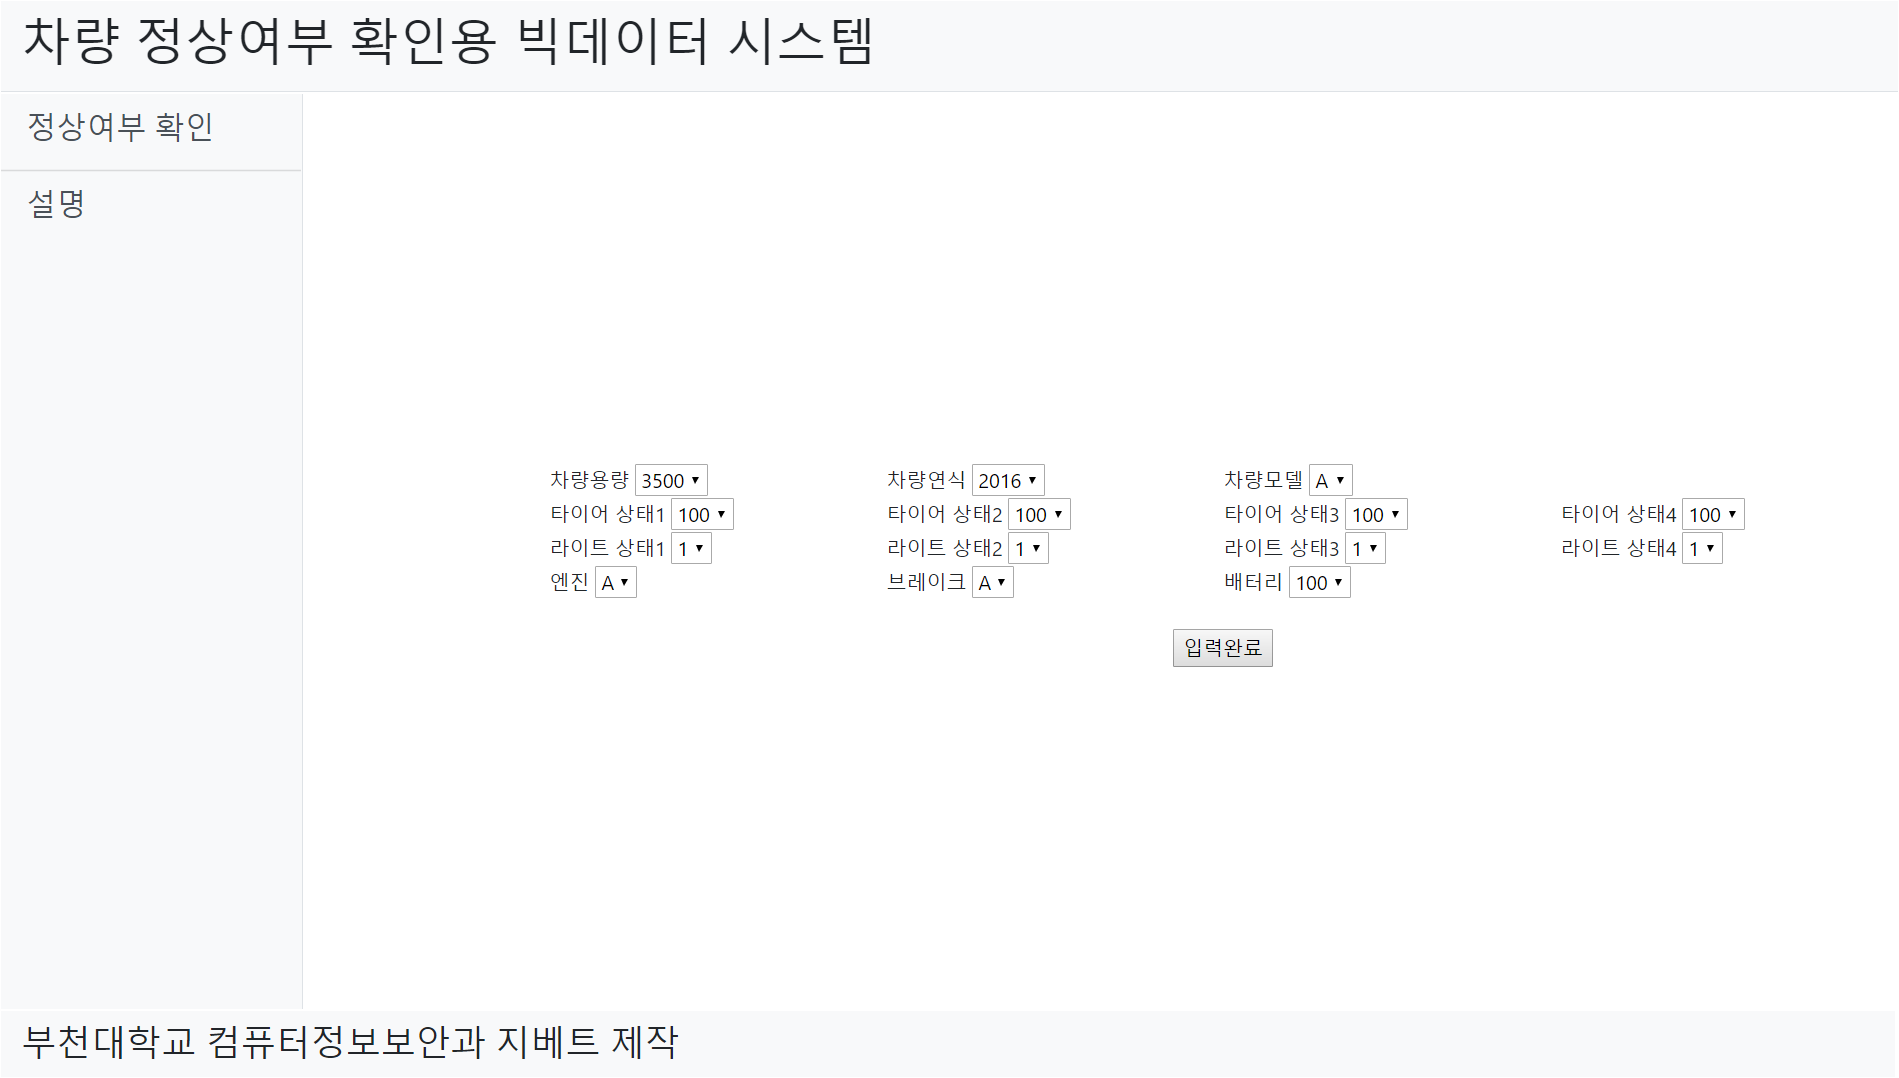 차량 정상여부 확인용 빅데이터 시스템
정상여부 확인
설명
차량용량 3500 차량연식 2016 차량모델 A
타이어 상태1 100 타이어 상태2 100 타이어 상태3 100 타이어 상태4 100
라이트 상태1 1 라이트 상태2 1 라이트 상태3 1 라이트 상태4 1
엔진 A 브레이크 A 배터리 100
입력완료
부천대학교 컴퓨터정보보안과 지베트 제작